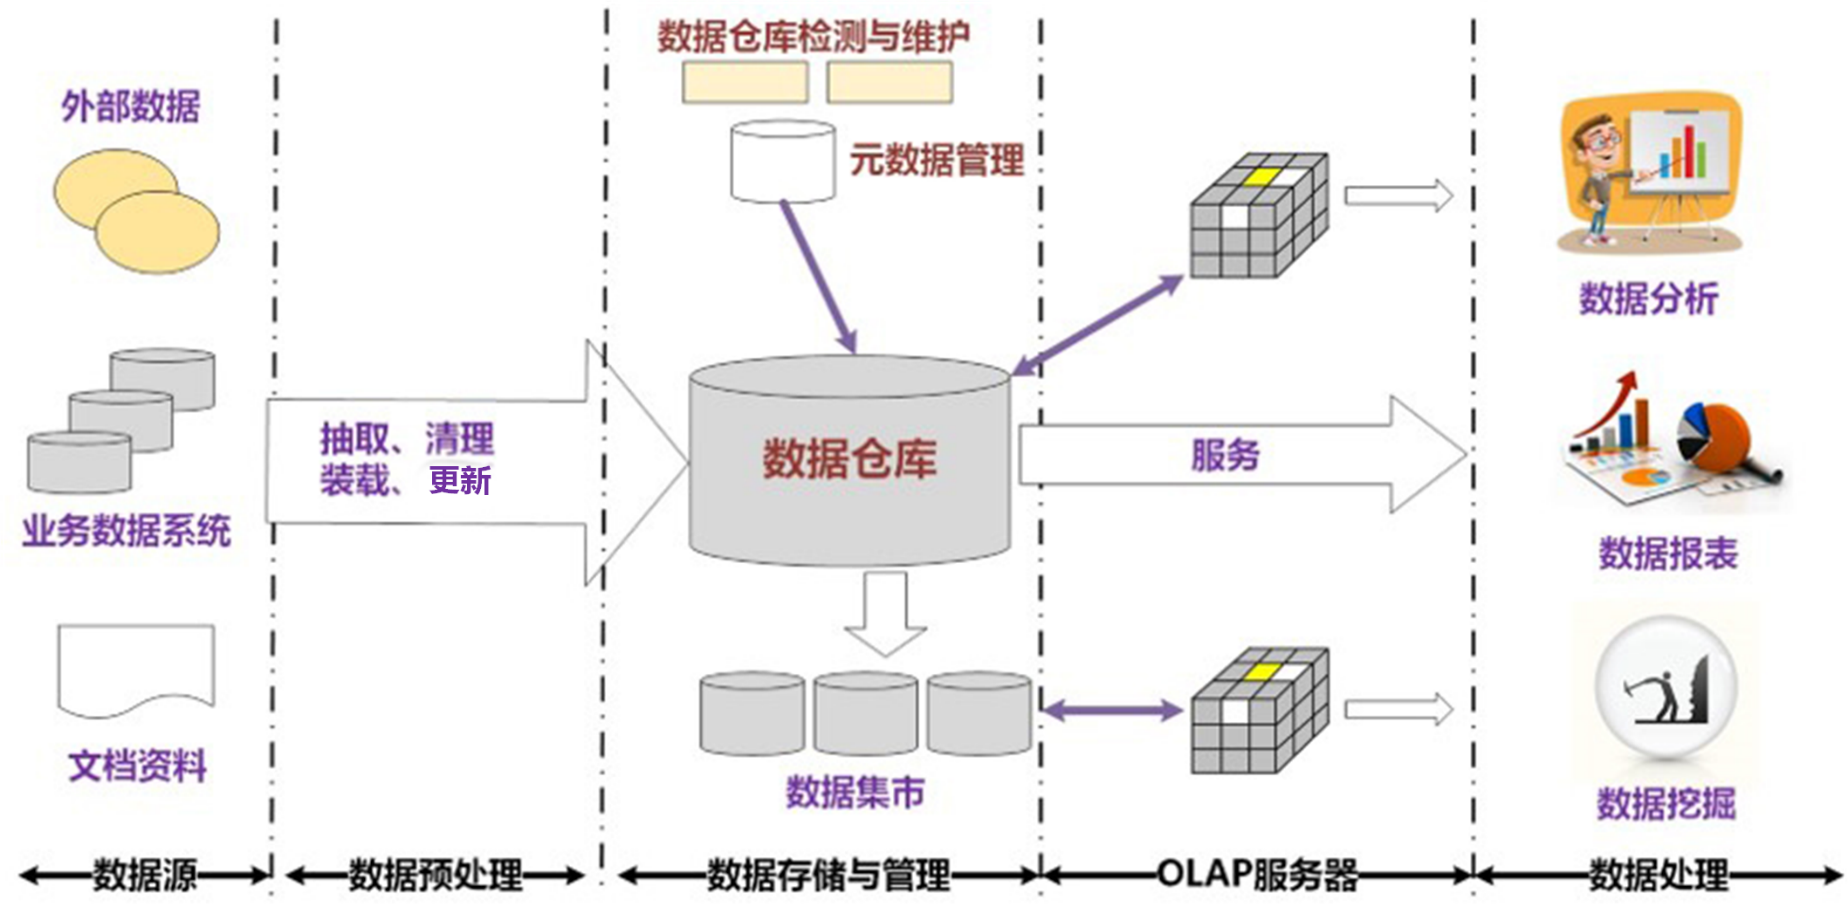 数据仓库检测与维护
外部数据
元数据管理
数据分析
抽取、清理
装载、更新
数据仓库
服务
业务数据系统
数据报表
文档资料
数据集市
数据挖掘
数据源
数据预处理
数据存储与管理
OLAP服务器
数据处理